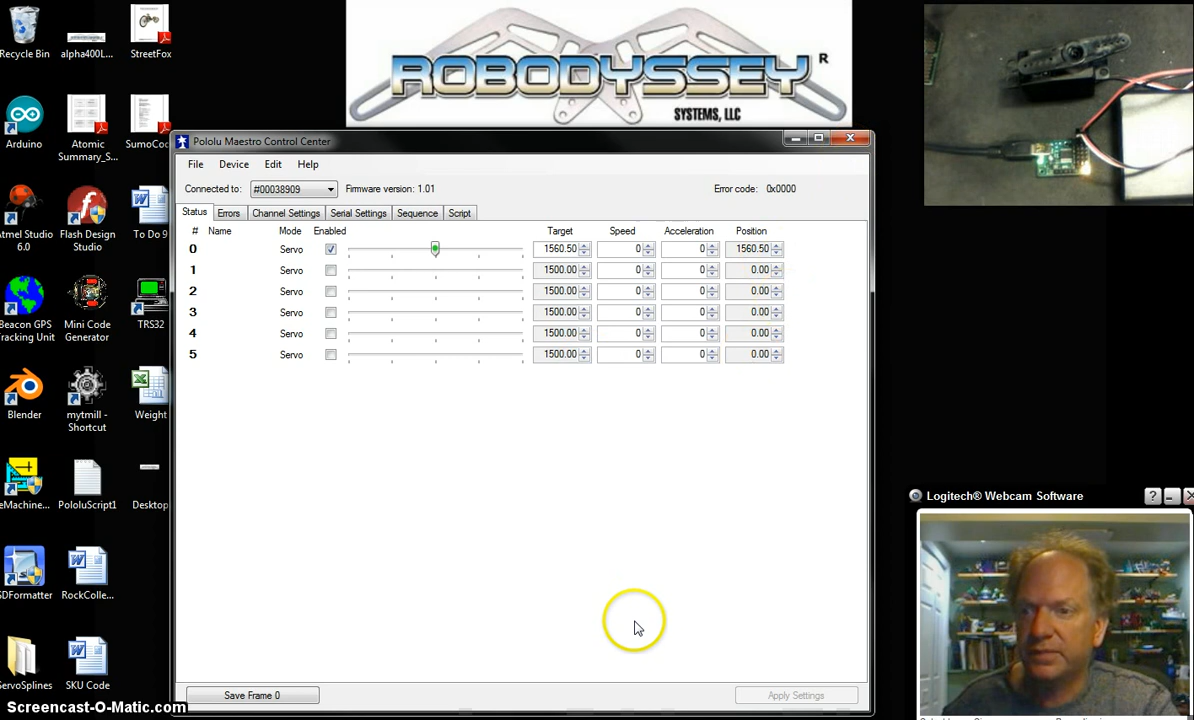 Recycle Bin
alpha400L...
StreetFox
ROBODYSSEY ®
SYSTEMS, LLC
Arduino
Atomic
Summary_S...
SumoCoc
Pololu Maestro Control Center
File Device Edit Help
Connected to: #00038909 Firmware version: 1.01 Error code: 0x0000
Status Errors Channel Settings Serial Settings Sequence Script
# Name Mode Enabled Target Speed Acceleration Position
0 Servo 1560.50 0 0 1560.50
1 Servo 1500.00 0 0 0.00
2 Servo 1500.00 0 0 0.00
3 Servo 1500.00 0 0 0.00
4 Servo 1500.00 0 0 0.00
5 Servo 1500.00 0 0 0.00
Atmel Studio
6.0
Flash Design
Studio
To Do 9
Beacon GPS
Tracking Unit
Mini Code
Generator
TRS32
Blender
mytmill -
Shortcut
Weight
eMachine...
PololuScript1
Desktop
SDFormatter
RockColle...
ServoSplines
SKU Code
Save Frame 0
Apply Settings
Logitech® Webcam Software
Screencast-O-Matic.com